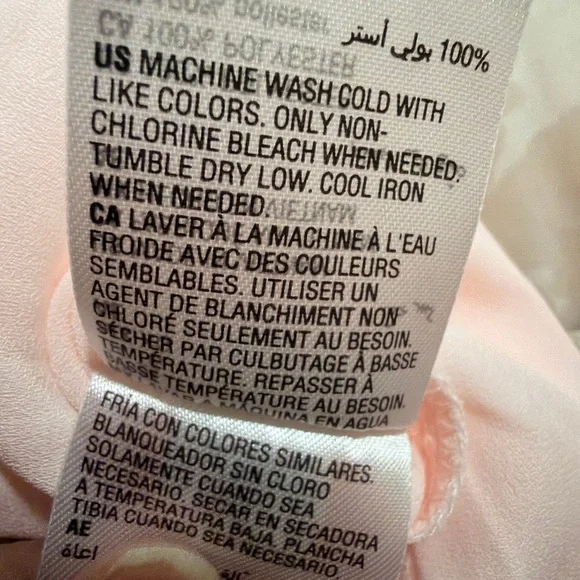 100% بولي أستر
US MACHINE WASH COLD WITH
LIKE COLORS. ONLY NON-
CHLORINE BLEACH WHEN NEEDED.
TUMBLE DRY LOW. COOL IRON
WHEN NEEDED.
CA LAVER À LA MACHINE À L'EAU
FROIDE AVEC DES COULEURS
SEMBLABLES. UTILISER UN
AGENT DE BLANCHIMENT NON
CHLORÉ SEULEMENT AU BESOIN.
SÉCHER PAR CULBUTAGE À BASSE
TEMPÉRATURE. REPASSER À
BASSE TEMPÉRATURE AU BESOIN.
A MÁQUINA EN AGUA
FRÍA CON COLORES SIMILARES.
BLANQUEADOR SIN CLORO
SOLAMENTE CUANDO SEA
NECESARIO. SECAR EN SECADORA
A TEMPERATURA BAJA. PLANCHA
TIBIA CUANDO SEA NECESARIO.
AE